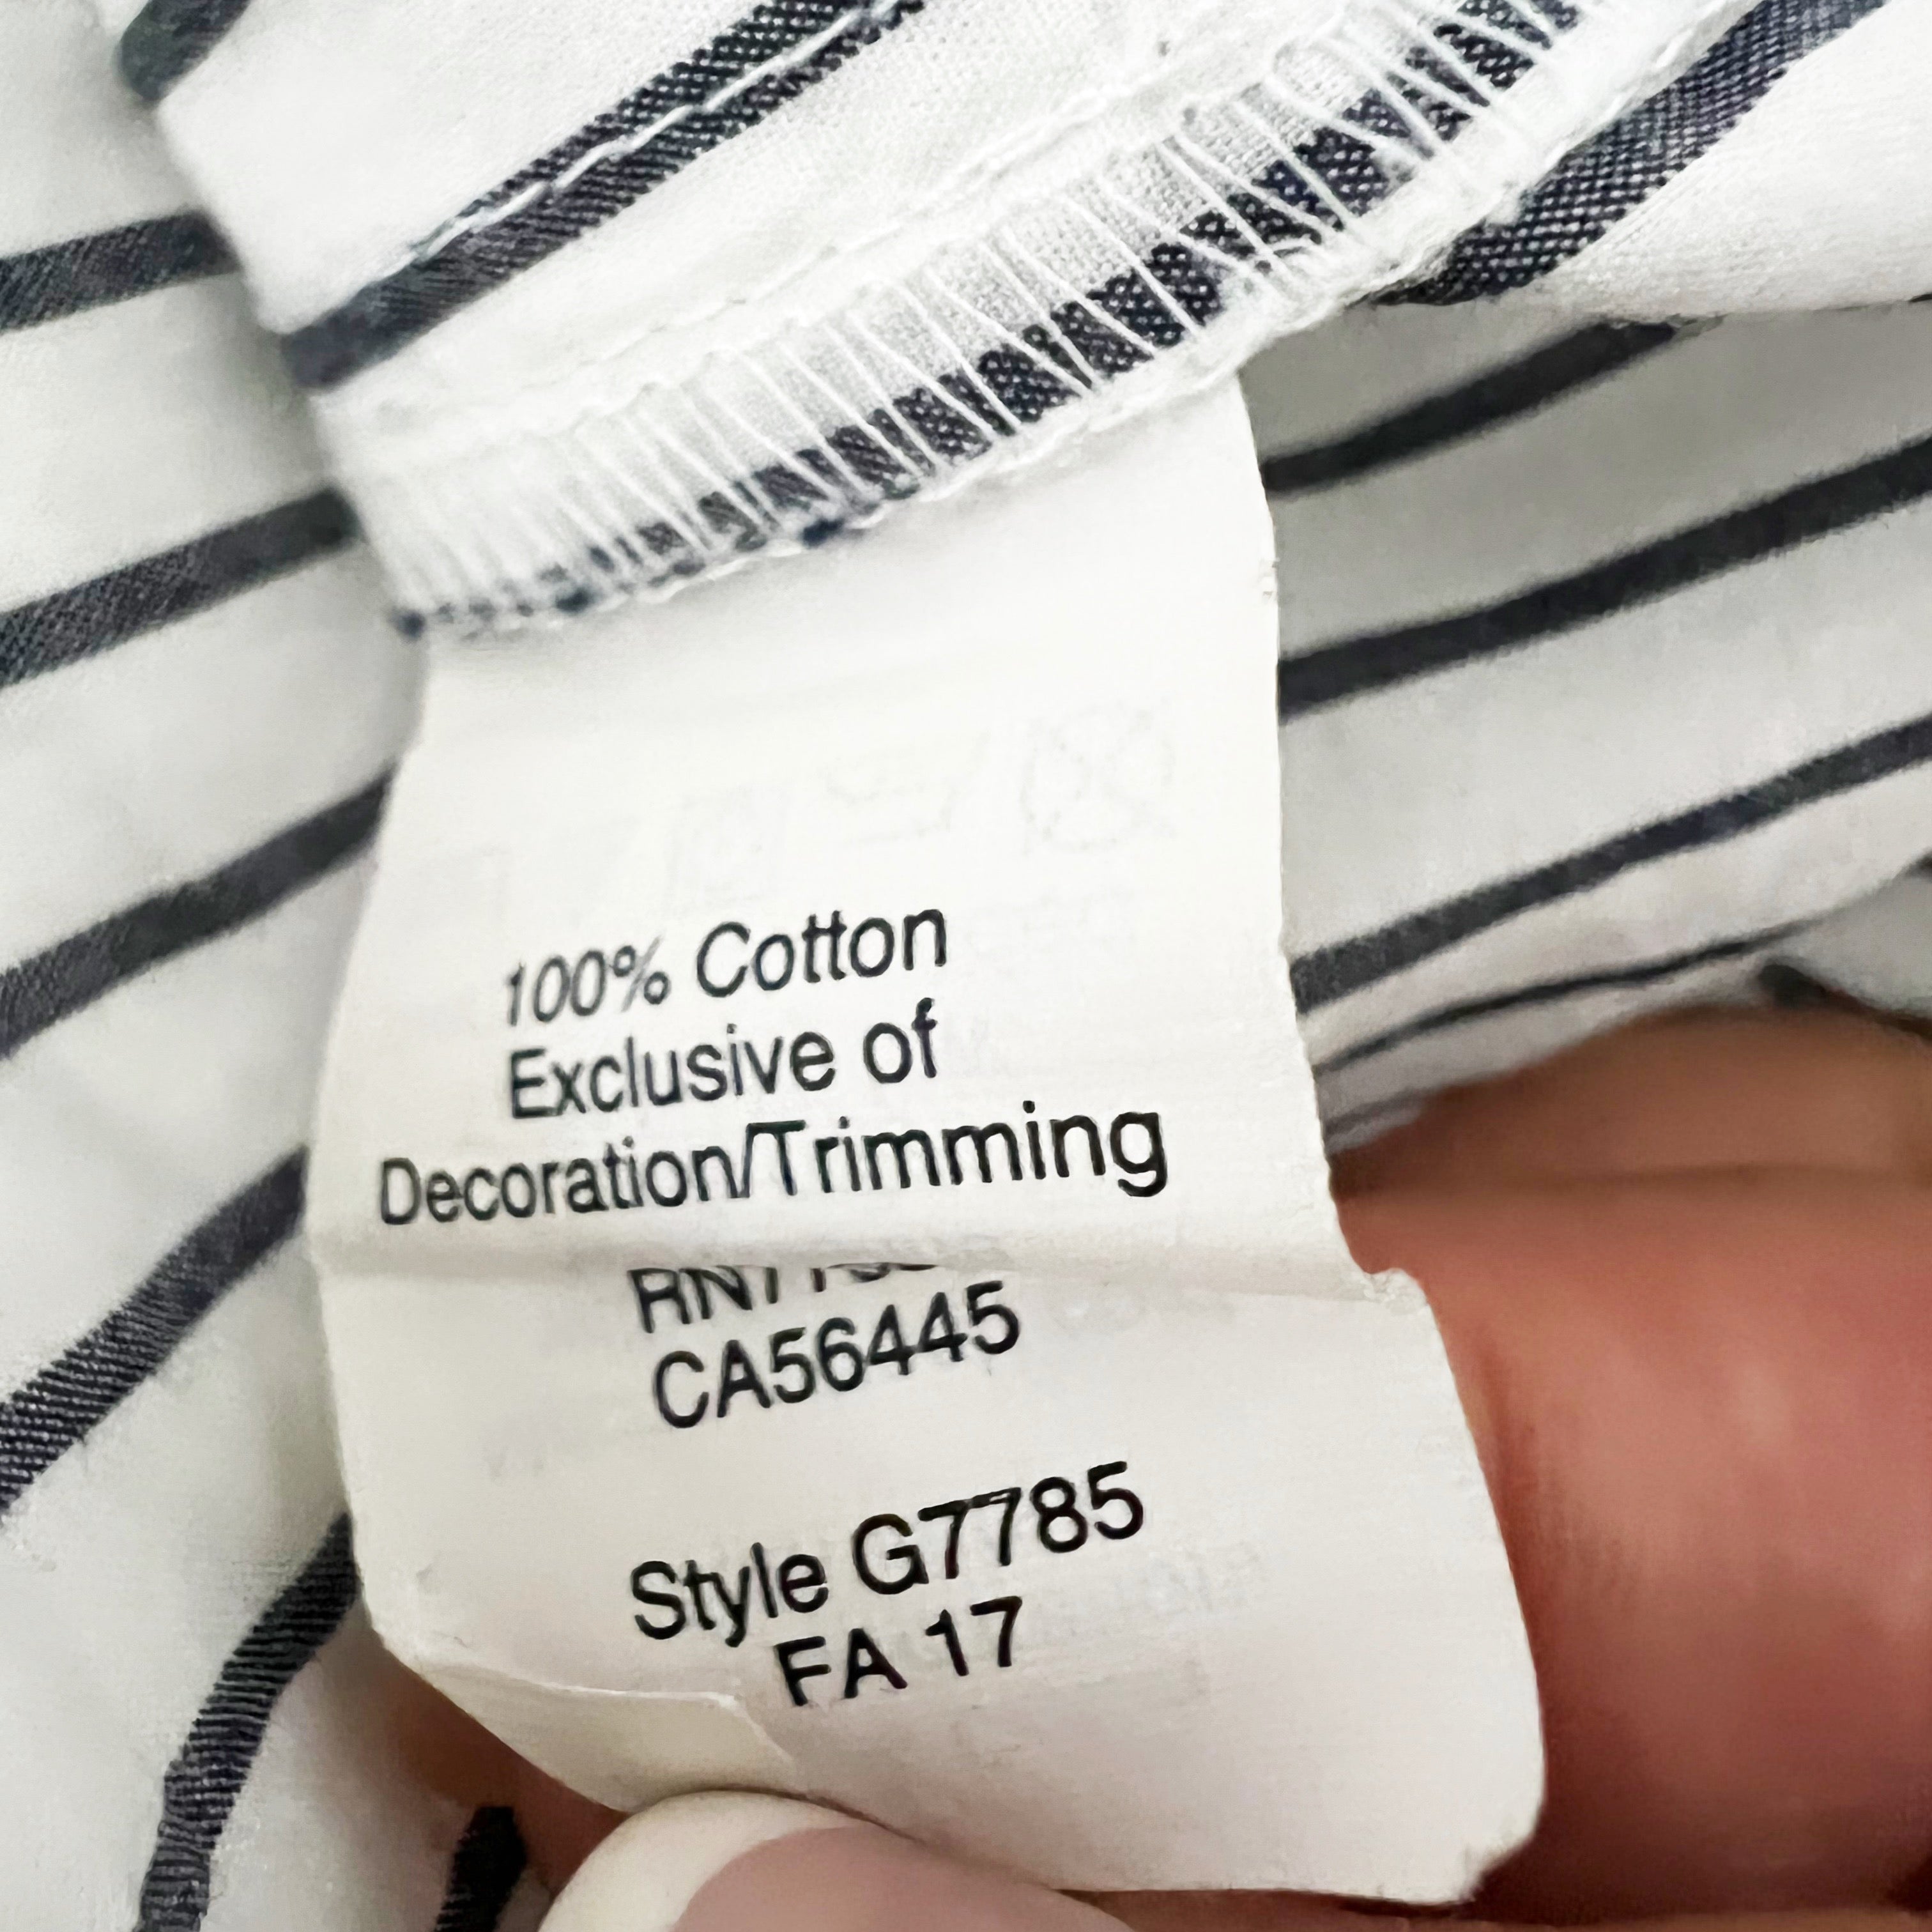 100% Cotton
Exclusive of
Decoration/Trimming
CA56445
Style G7785
FA 17